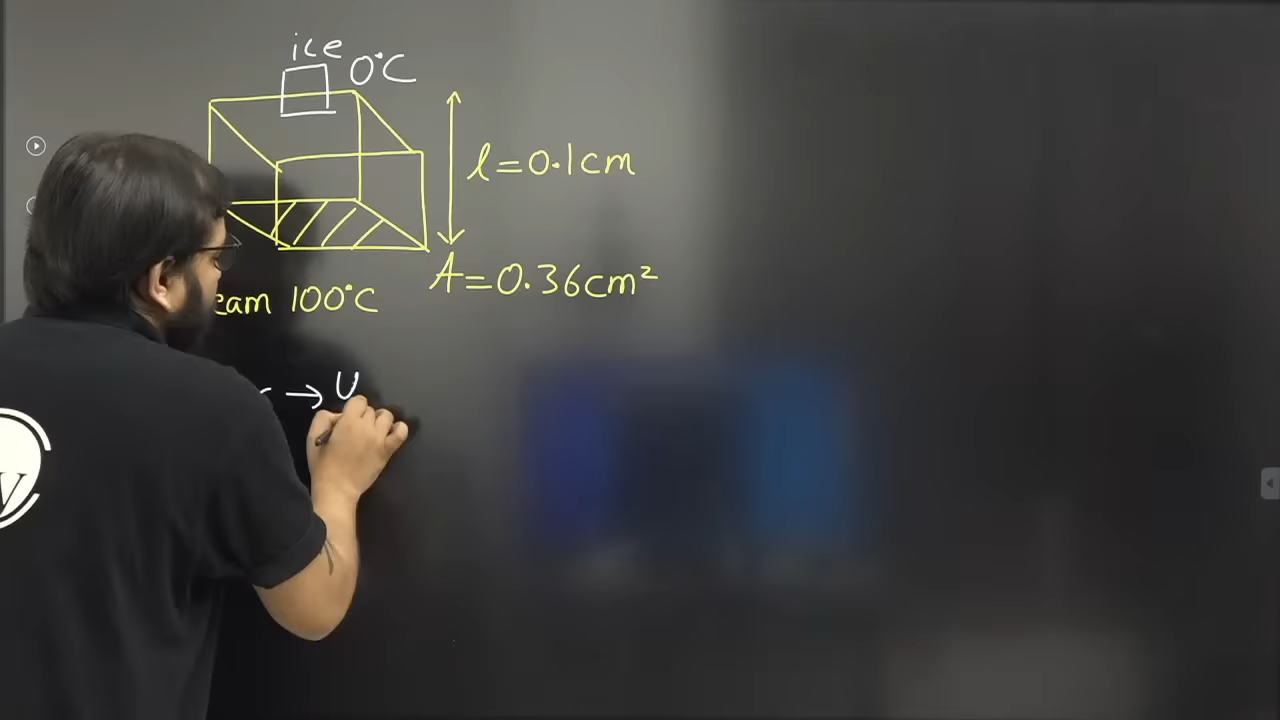 ice
0°C
l=0.1cm
A=0.36cm²
eam 100°C
→ U